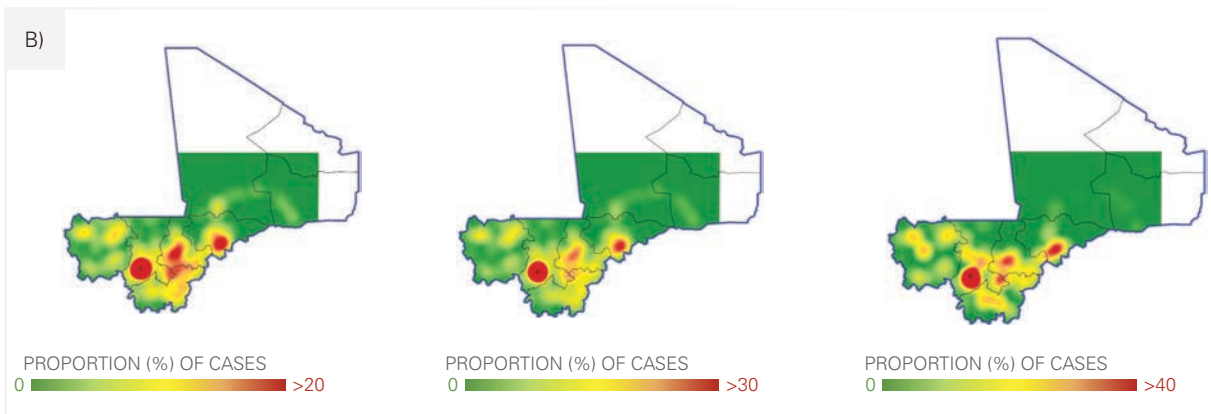 B)
PROPORTION (%) OF CASES
0 >20
PROPORTION (%) OF CASES
0 >30
PROPORTION (%) OF CASES
0 >40